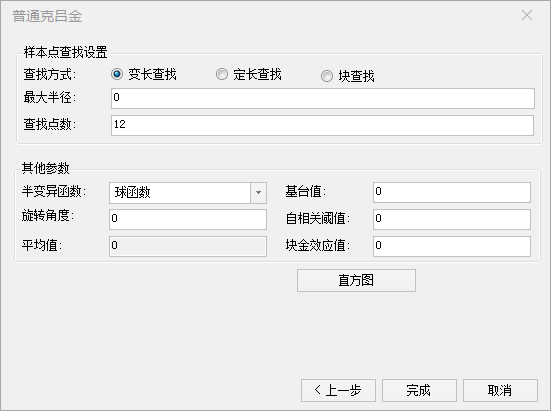 普通克吕金
样本点查找设置
查找方式: 变长查找 定长查找 块查找
最大半径: 0
查找点数: 12
其他参数
半变异函数: 球函数 基台值: 0
旋转角度: 0 自相关阈值: 0
平均值: 0 块金效应值: 0
直方图
< 上一步 完成 取消